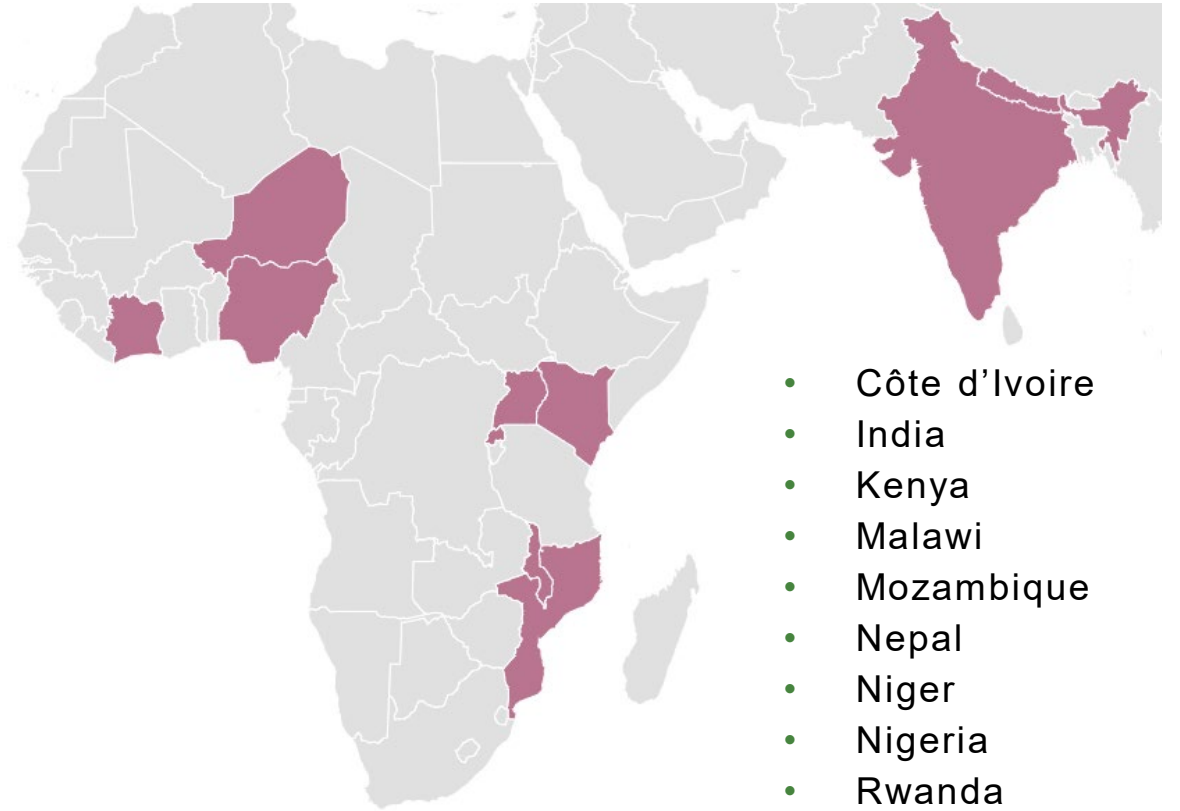 • Côte d’Ivoire
• India
• Kenya
• Malawi
• Mozambique
• Nepal
• Niger
• Nigeria
• Rwanda